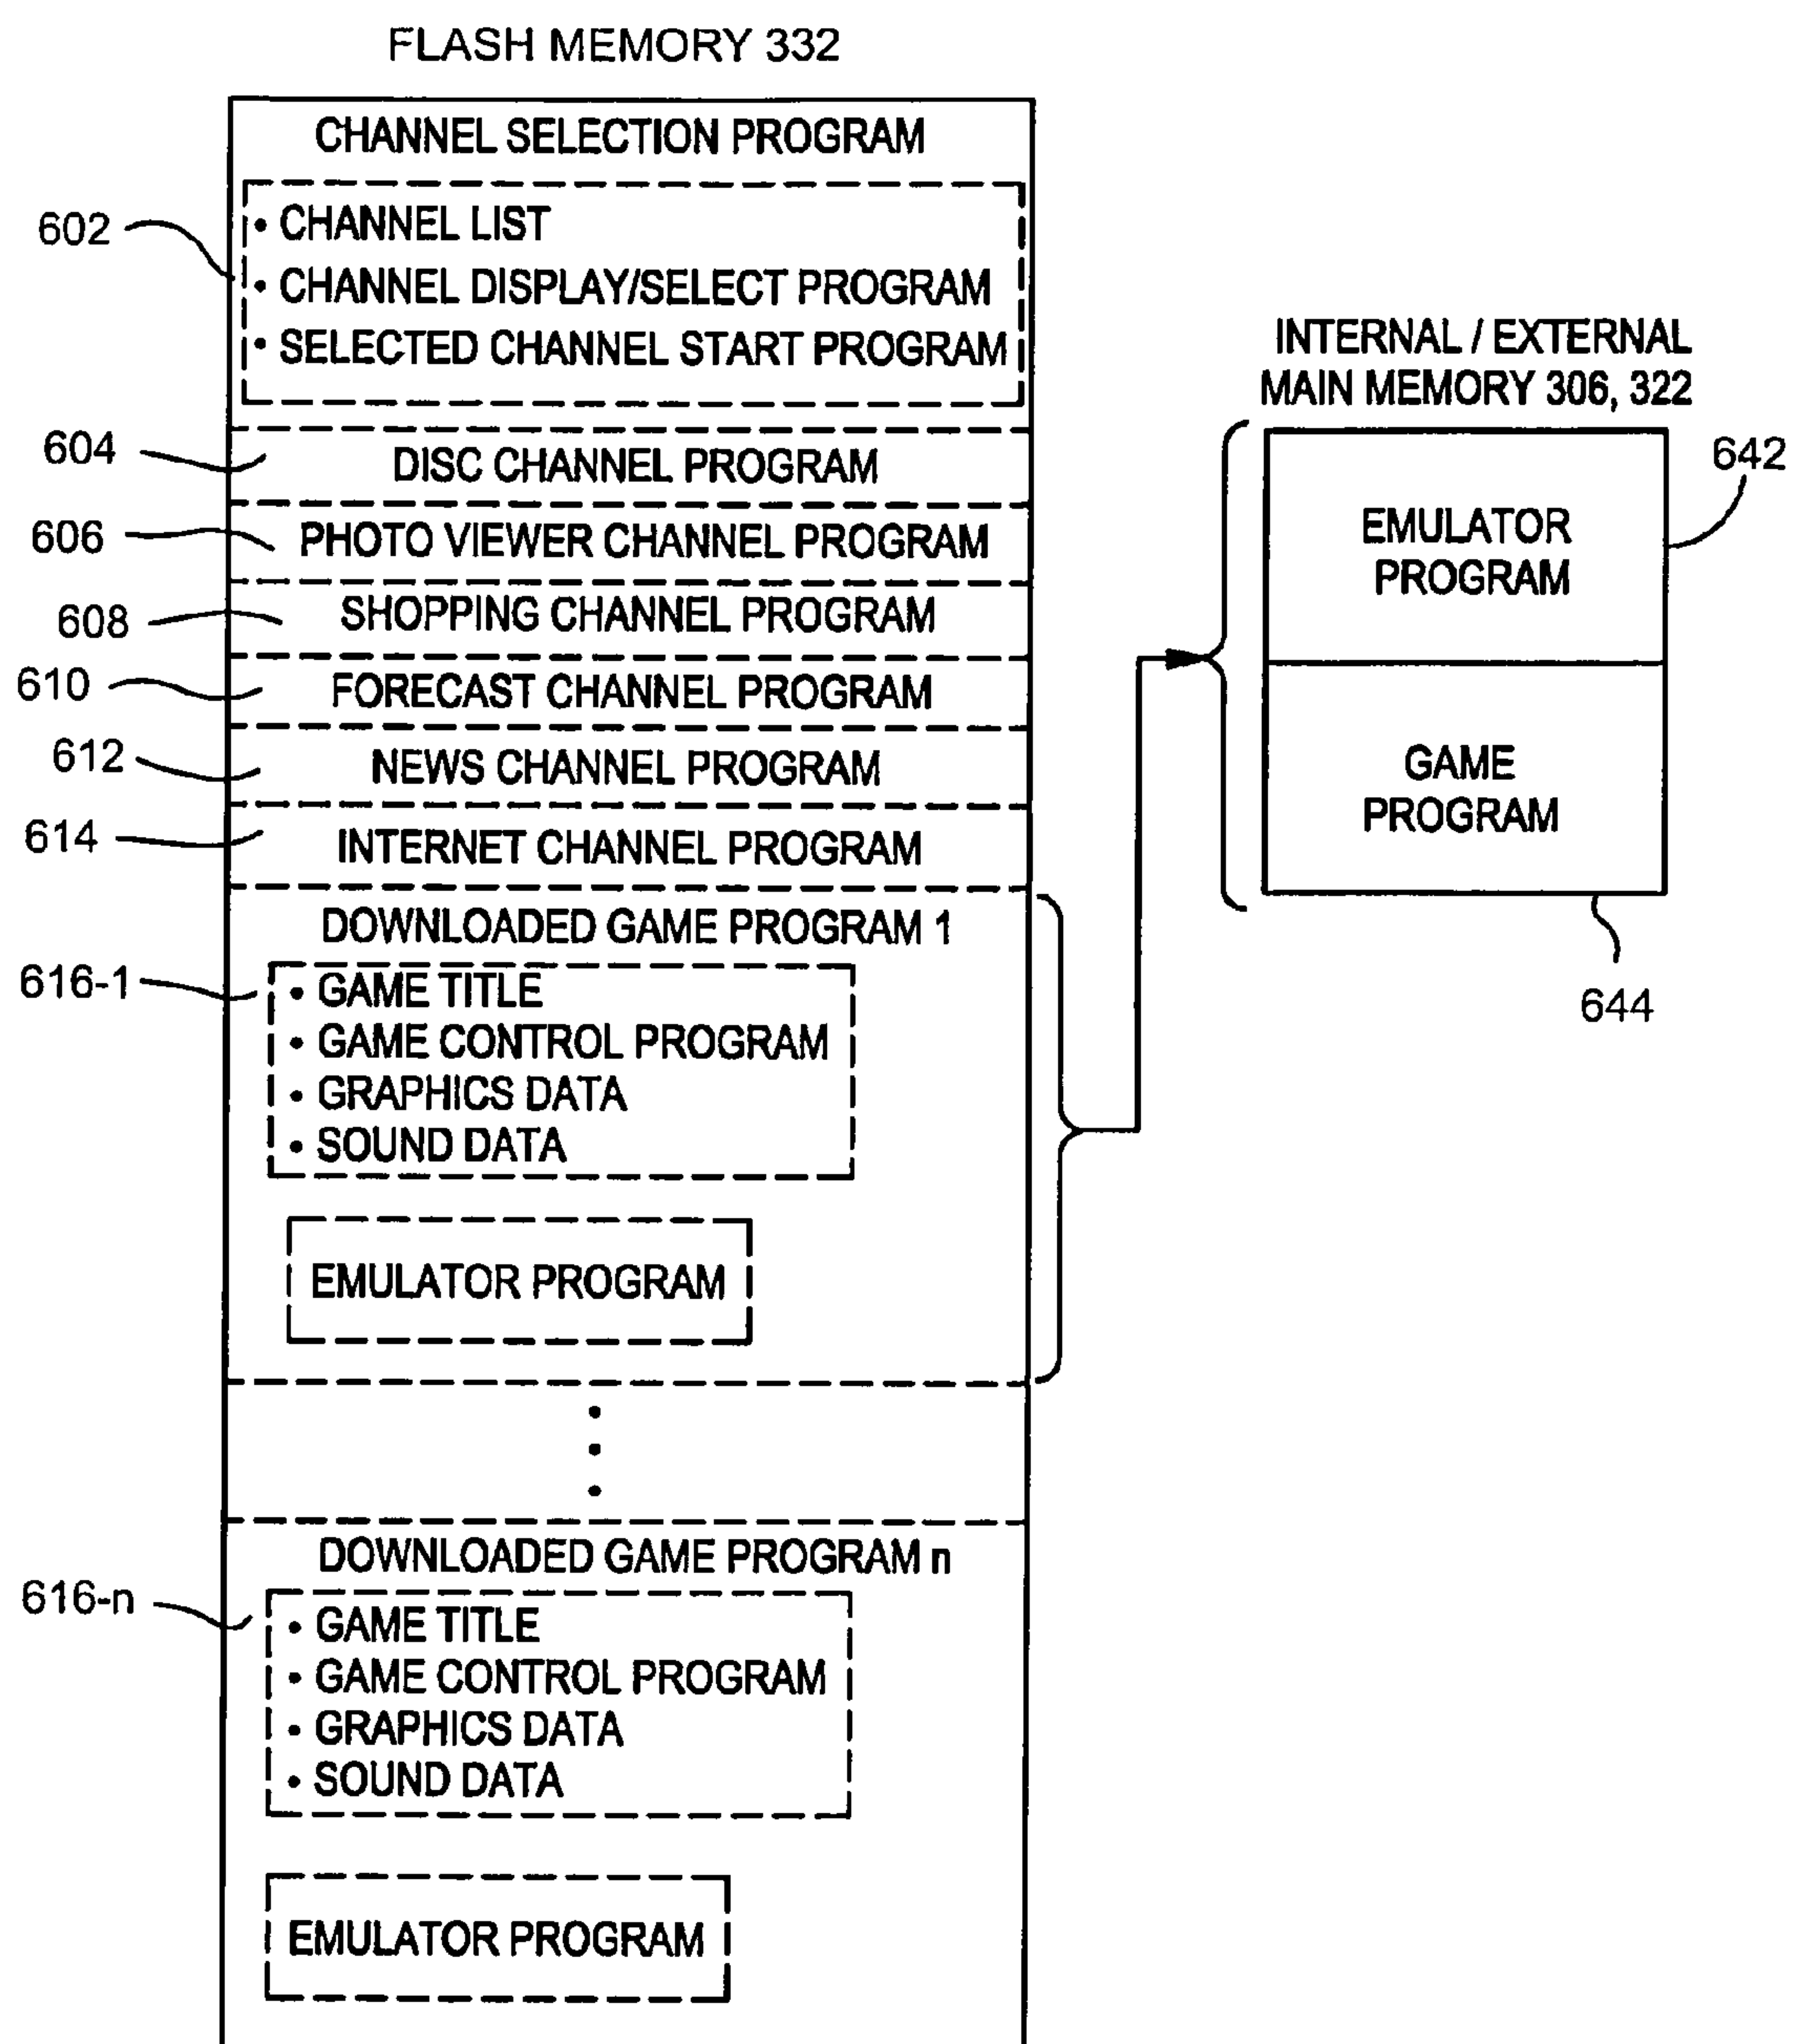 FLASH MEMORY 332
CHANNEL SELECTION PROGRAM
602
• CHANNEL LIST
• CHANNEL DISPLAY/SELECT PROGRAM
• SELECTED CHANNEL START PROGRAM
604
DISC CHANNEL PROGRAM
606
PHOTO VIEWER CHANNEL PROGRAM
608
SHOPPING CHANNEL PROGRAM
610
FORECAST CHANNEL PROGRAM
612
NEWS CHANNEL PROGRAM
614
INTERNET CHANNEL PROGRAM
DOWNLOADED GAME PROGRAM 1
616-1
• GAME TITLE
• GAME CONTROL PROGRAM
• GRAPHICS DATA
• SOUND DATA
EMULATOR PROGRAM
DOWNLOADED GAME PROGRAM n
616-n
• GAME TITLE
• GAME CONTROL PROGRAM
• GRAPHICS DATA
• SOUND DATA
EMULATOR PROGRAM
INTERNAL / EXTERNAL
MAIN MEMORY 306, 322
642
EMULATOR
PROGRAM
GAME
PROGRAM
644